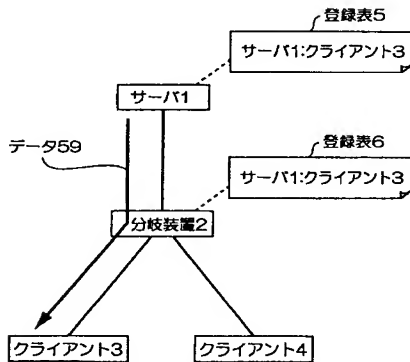 登録表5
サーバ1:クライアント3
サーバ1
データ59
登録表6
サーバ1:クライアント3
分岐装置2
クライアント3
クライアント4